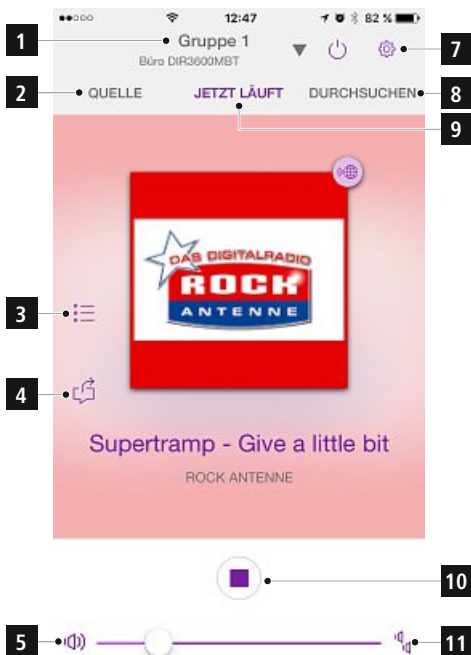 12:47 82 %
1 Gruppe 1 7
Büro DIR3600MBT
2 QUELLE JETZT LÄUFT DURCHSUCHEN 8
9
DAS DIGITALRADIO
ROCK
ANTENNE
3
4
Supertramp - Give a little bit
ROCK ANTENNE
10
5 11